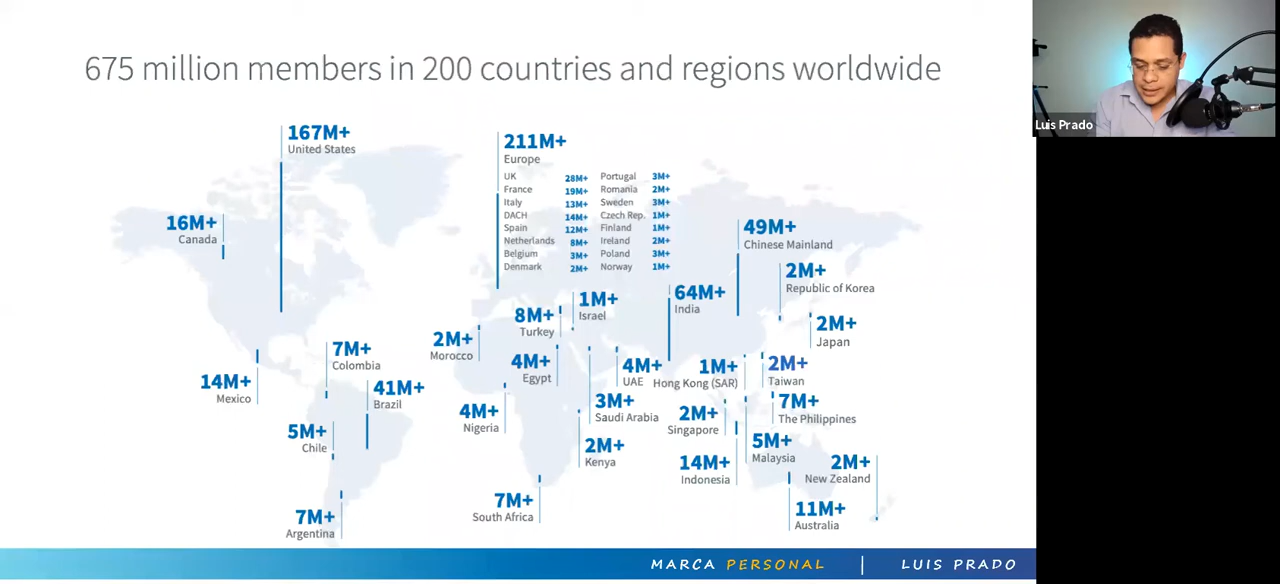 675 million members in 200 countries and regions worldwide
Luis Prado
167M+
United States
211M+
Europe
UK 28M+ Portugal 3M+
France 19M+ Romania 2M+
Italy 13M+ Sweden 3M+
DACH 14M+ Czech Rep. 1M+
Spain 12M+ Finland 1M+
Netherlands 8M+ Ireland 2M+
Belgium 3M+ Poland 3M+
Denmark 2M+ Norway 1M+
16M+
Canada
49M+
Chinese Mainland
2M+
Republic of Korea
64M+
India
1M+
Israel
8M+
Turkey
2M+
Japan
2M+
Morocco
7M+
Colombia
4M+
Egypt
4M+
UAE
1M+
Hong Kong (SAR)
2M+
Taiwan
14M+
Mexico
41M+
Brazil
3M+
Saudi Arabia
7M+
The Philippines
4M+
Nigeria
2M+
Singapore
5M+
Chile
2M+
Kenya
5M+
Malaysia
14M+
Indonesia
2M+
New Zealand
7M+
South Africa
11M+
Australia
7M+
Argentina
MARCA PERSONAL | LUIS PRADO